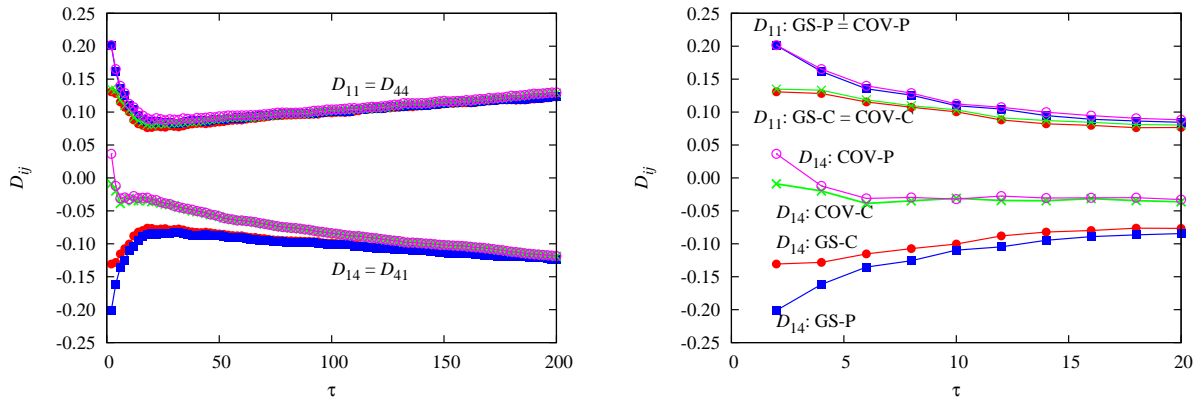 0.25
0.20
0.15
0.10
0.05
0.00
-0.05
-0.10
-0.15
-0.20
-0.25
D_ij
D_11 = D_44
D_14 = D_41
0 50 100 150 200
τ
0.25
0.20
0.15
0.10
0.05
0.00
-0.05
-0.10
-0.15
-0.20
-0.25
D_ij
D_11: GS-P = COV-P
D_11: GS-C = COV-C
D_14: COV-P
D_14: COV-C
D_14: GS-C
D_14: GS-P
0 5 10 15 20
τ